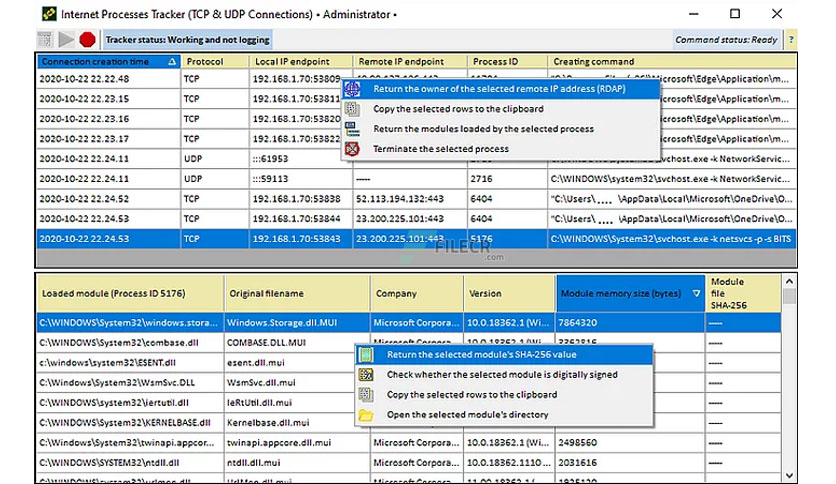 Internet Processes Tracker (TCP & UDP Connections) • Administrator •
Tracker status: Working and not logging
Command status: Ready ?
Connection creation time Protocol Local IP endpoint Remote IP endpoint Process ID Creating command
2020-10-22 22.22.48 TCP 192.168.1.70:53809
2020-10-22 22.23.15 TCP 192.168.1.70:53811 icrosoft\Edge\Application\m...
2020-10-22 22.23.16 TCP 192.168.1.70:53820 icrosoft\Edge\Application\m...
2020-10-22 22.23.17 TCP 192.168.1.70:53822 icrosoft\Edge\Application\m...
Return the owner of the selected remote IP address (RDAP)
Copy the selected rows to the clipboard
Return the modules loaded by the selected process
Terminate the selected process
2020-10-22 22.24.11 UDP :::61953 C:\WINDOWS\system32\svchost.exe -k NetworkServic...
2020-10-22 22.24.11 UDP :::59113 ----- 2716 C:\WINDOWS\system32\svchost.exe -k NetworkServic...
2020-10-22 22.24.52 TCP 192.168.1.70:53838 52.113.194.132:443 6404 "C:\Users\ .... \AppData\Local\Microsoft\OneDrive\O...
2020-10-22 22.24.53 TCP 192.168.1.70:53844 23.200.225.101:443 6404 "C:\Users\ .... \AppData\Local\Microsoft\OneDrive\O...
2020-10-22 22.24.53 TCP 192.168.1.70:53843 23.200.225.101:443 5176 C:\WINDOWS\System32\svchost.exe -k netsvcs -p -s BITS
FILECR
.com
Loaded module (Process ID 5176) Original filename Company Version Module memory size (bytes) Module file SHA-256
C:\WINDOWS\System32\windows.stora... Windows.Storage.dll.MUI Microsoft Corpora... 10.0.18362.1 (Wi... 7864320 -----
C:\WINDOWS\System32\combase.dll COMBASE.DLL.MUI Microsoft Corpora... 10.0.18362.1 (Wi... -----
c:\windows\system32\ESENT.dll esent.dll.mui -----
C:\WINDOWS\System32\WsmSvc.DLL WsmSvc.dll.mui -----
C:\WINDOWS\System32\iertutil.dll IeRtUtil.dll.mui -----
C:\WINDOWS\System32\KERNELBASE.dll Kernelbase.dll.mui -----
Return the selected module's SHA-256 value
Check whether the selected module is digitally signed
Copy the selected rows to the clipboard
Open the selected module's directory
C:\Windows\System32\twinapi.appcor... twinapi.appcore.dll.mui Microsoft Corpora... 10.0.18362.1 (Wi... 2498560 -----
C:\WINDOWS\SYSTEM32\ntdll.dll ntdll.dll.mui Microsoft Corpora... 10.0.18362.1110 ... 2031616 -----